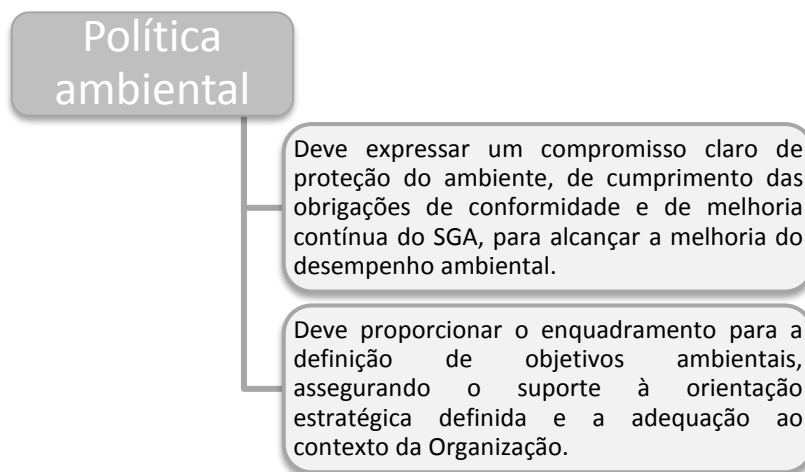 Política
ambiental
Deve expressar um compromisso claro de
proteção do ambiente, de cumprimento das
obrigações de conformidade e de melhoria
contínua do SGA, para alcançar a melhoria do
desempenho ambiental.
Deve proporcionar o enquadramento para a
definição de objetivos ambientais,
assegurando o suporte à orientação
estratégica definida e a adequação ao
contexto da Organização.